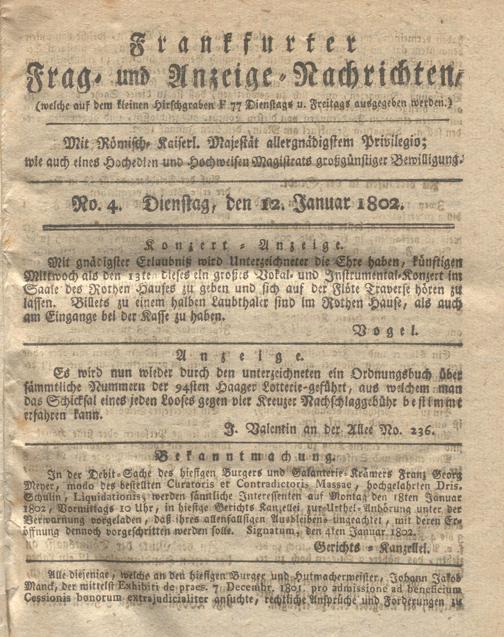 Frankfurter
Frag- und Anzeige-Nachrichten,
(welche auf dem kleinen Hirschgraben F 77 Dienstags u. Freitags ausgegeben werden.)
Mit Römisch- Kaiserl. Majestät allergnädigstem Privilegio;
wie auch eines Hochedlen und Hochweisen Magistrats großgünstiger Bewilligung.
No. 4. Dienstag, den 12. Januar 1802.
Konzert-Anzeige.
Mit gnädigster Erlaubniß wird Unterzeichneter die Ehre haben, künftigen
Mittwoch als den 13te dieses ein großes Vokal- und Instrumental-Konzert im
Saale des Rothen Hauses zu geben und sich auf der Flöte Traverse hören zu
lassen. Billets zu einem halben Laubthaler sind im Rothen Hause, als auch
am Eingange bei der Kasse zu haben.
Vogel.
Anzeige.
Es wird nun wieder durch den unterzeichneten ein Ordnungsbuch über
sämmtliche Nummern der 94sten Haager Lotterie geführt, aus welchem man
das Schicksal eines jeden Looses gegen vier Kreuzer Nachschlaggebühr bestimmt
erfahren kann.
J. Valentin an der Allee No. 236.
Bekanntmachung.
In der Debit-Sache des hiesigen Burgers und Galanterie-Krämers Franz Georg
Meyer, modo des bestellten Curatoris et Contradictoris Massae, hochgelahrten Dris.
Schulin, Liquidationis; werden sämtliche Interessenten auf Montag den 18ten Januar
1802, Vormittags 10 Uhr, in hiesige Gerichts Kanzellei zur Urthel-Anhörung unter der
Verwarnung vorgeladen, daß ihres allenfallsigen Ausbleibens ungeachtet, mit deren Er-
öffnung dennoch vorgeschritten werden solle. Signatum, den 4ten Januar 1802.
Gerichts-Kanzellei.
Alle diejenige, welche an den hiesigen Burger und Hutmachermeister, Johann Jakob
Manck, der mittelst Exhibiti de praes. 7 Decembr. 1801. pro admissione ad beneficium
Cessionis bonorum extrajudicialiter ansuchte, rechtliche Ansprüche und Forderungen zu